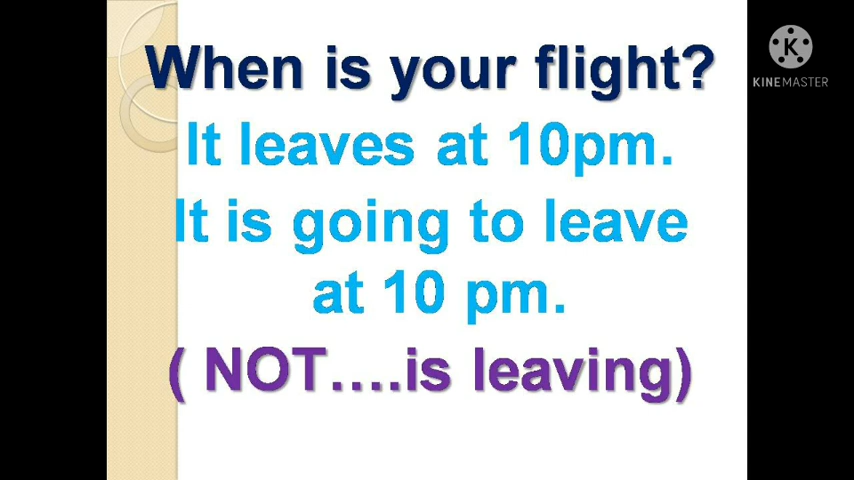 When is your flight?
It leaves at 10pm.
It is going to leave
at 10 pm.
( NOT....is leaving)
K
KINEMASTER